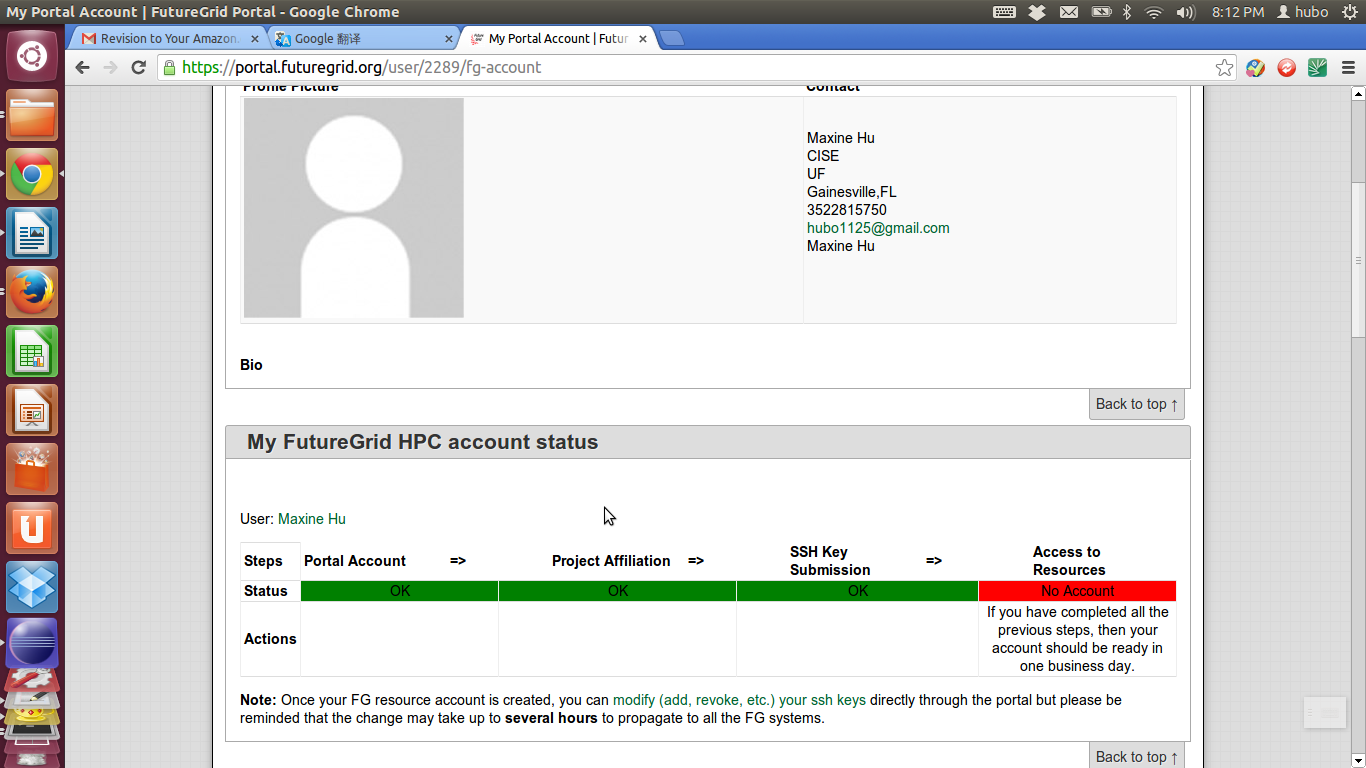 My Portal Account | FutureGrid Portal - Google Chrome
8:12 PM hubo
Revision to Your Amazon
Google 翻译
My Portal Account | Futur
https://portal.futuregrid.org/user/2289/fg-account
Profile Picture
Contact
Maxine Hu
CISE
UF
Gainesville,FL
3522815750
hubo1125@gmail.com
Maxine Hu
Bio
Back to top ↑
My FutureGrid HPC account status
User: Maxine Hu
Steps Portal Account => Project Affiliation => SSH Key Submission => Access to Resources
Status OK OK OK No Account
Actions
If you have completed all the
previous steps, then your
account should be ready in
one business day.
Note: Once your FG resource account is created, you can modify (add, revoke, etc.) your ssh keys directly through the portal but please be
reminded that the change may take up to several hours to propagate to all the FG systems.
Back to top ↑